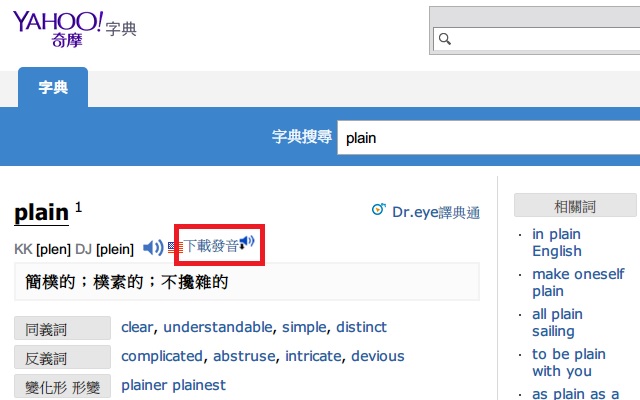 YAHOO! 字典
奇摩
字典
字典搜尋 plain
plain 1
Dr.eye譯典通
KK [plen] DJ [plein] 下載發音
簡樸的；樸素的；不攙雜的
同義詞 clear, understandable, simple, distinct
反義詞 complicated, abstruse, intricate, devious
變化形 形變 plainer plainest
相關詞
· in plain
English
· make oneself
plain
· all plain
sailing
· to be plain
with you
· as plain as a